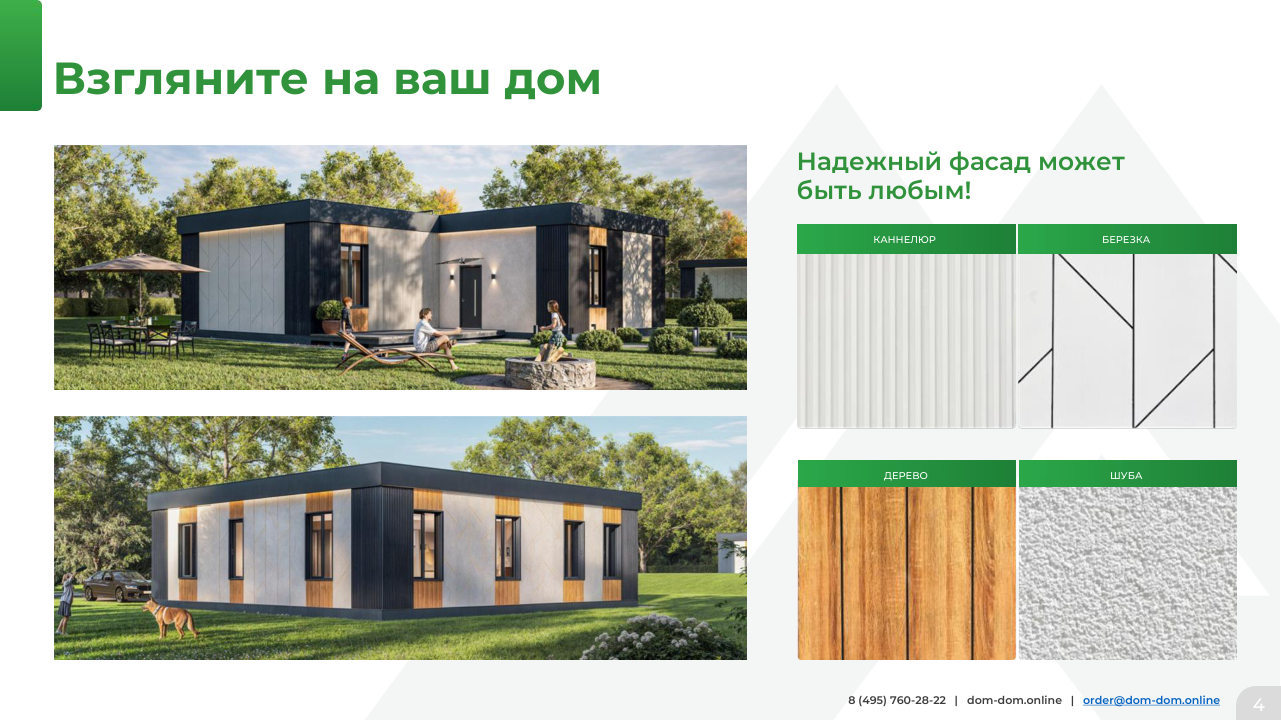 Взгляните на ваш дом
Надежный фасад может
быть любым!
КАННЕЛЮР
БЕРЕЗКА
ДЕРЕВО
ШУБА
8 (495) 760-28-22 | dom-dom.online | order@dom-dom.online
4